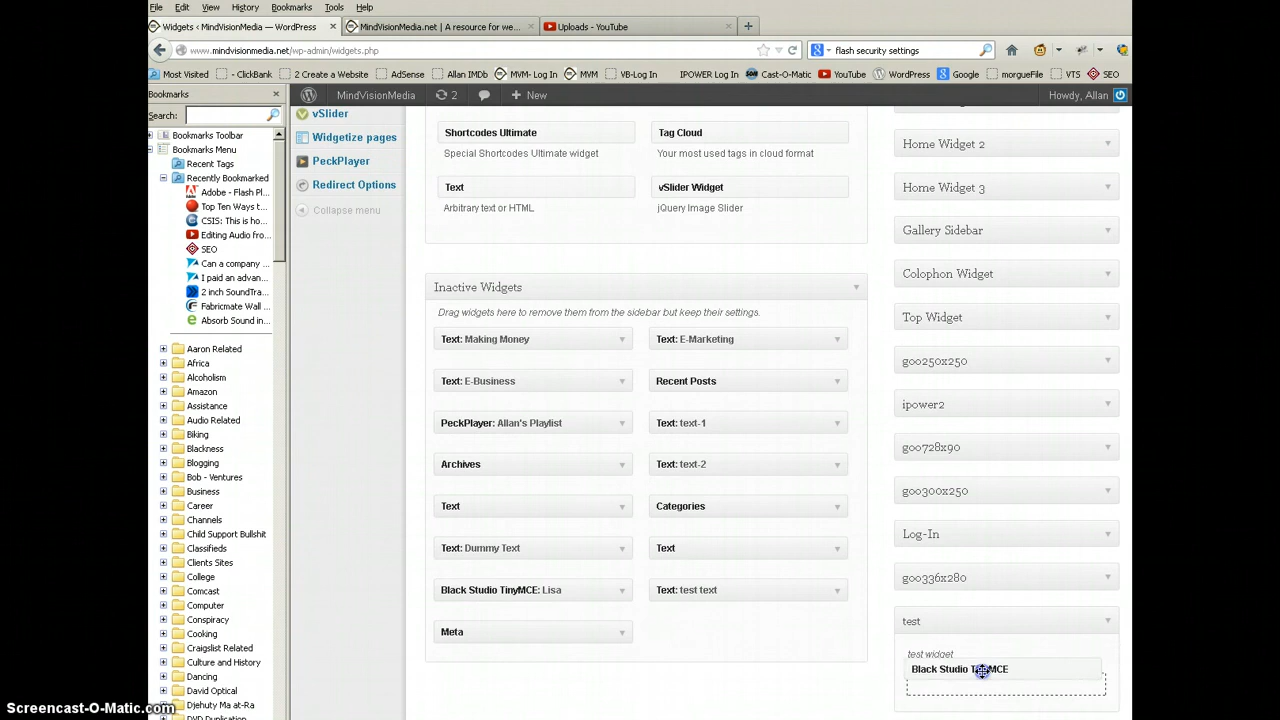 File Edit View History Bookmarks Tools Help
Widgets < MindVisionMedia — WordPress × MindVisionMedia.net | A resource for we... × Uploads - YouTube ×
www.mindvisionmedia.net/wp-admin/widgets.php flash security settings
Most Visited - ClickBank 2 Create a Website AdSense Allan IMDb MVM- Log In MVM VB-Log In IPOWER Log In Cast-O-Matic YouTube WordPress Google morgueFile VTS SEO
Bookmarks ×
MindVisionMedia 2 New Howdy, Allan
Search:
Bookmarks Toolbar
Bookmarks Menu
Recent Tags
Recently Bookmarked
Adobe - Flash Pl...
Top Ten Ways t...
CSIS: This is ho...
Editing Audio fro...
SEO
Can a company ...
I paid an advan...
2 inch SoundTra...
Fabricmate Wall ...
Absorb Sound in...
Aaron Related
Africa
Alcoholism
Amazon
Assistance
Audio Related
Biking
Blackness
Blogging
Bob - Ventures
Business
Career
Channels
Child Support Bullshit
Classifieds
Clients Sites
College
Comcast
Computer
Conspiracy
Cooking
Craigslist Related
Culture and History
Dancing
David Optical
Djehuty Ma at-Ra
DVD Duplication
vSlider
Widgetize pages
PeckPlayer
Redirect Options
Collapse menu
Shortcodes Ultimate
Special Shortcodes Ultimate widget
Tag Cloud
Your most used tags in cloud format
Text
Arbitrary text or HTML
vSlider Widget
jQuery Image Slider
Inactive Widgets
Drag widgets here to remove them from the sidebar but keep their settings.
Text: Making Money
Text: E-Marketing
Text: E-Business
Recent Posts
PeckPlayer: Allan's Playlist
Text: text-1
Archives
Text: text-2
Text
Categories
Text: Dummy Text
Text
Black Studio TinyMCE: Lisa
Text: test text
Meta
Home Widget 2
Home Widget 3
Gallery Sidebar
Colophon Widget
Top Widget
goo250x250
ipower2
goo728x90
goo300x250
Log-In
goo336x280
test
test widget
Black Studio TinyMCE
Screencast-O-Matic.com